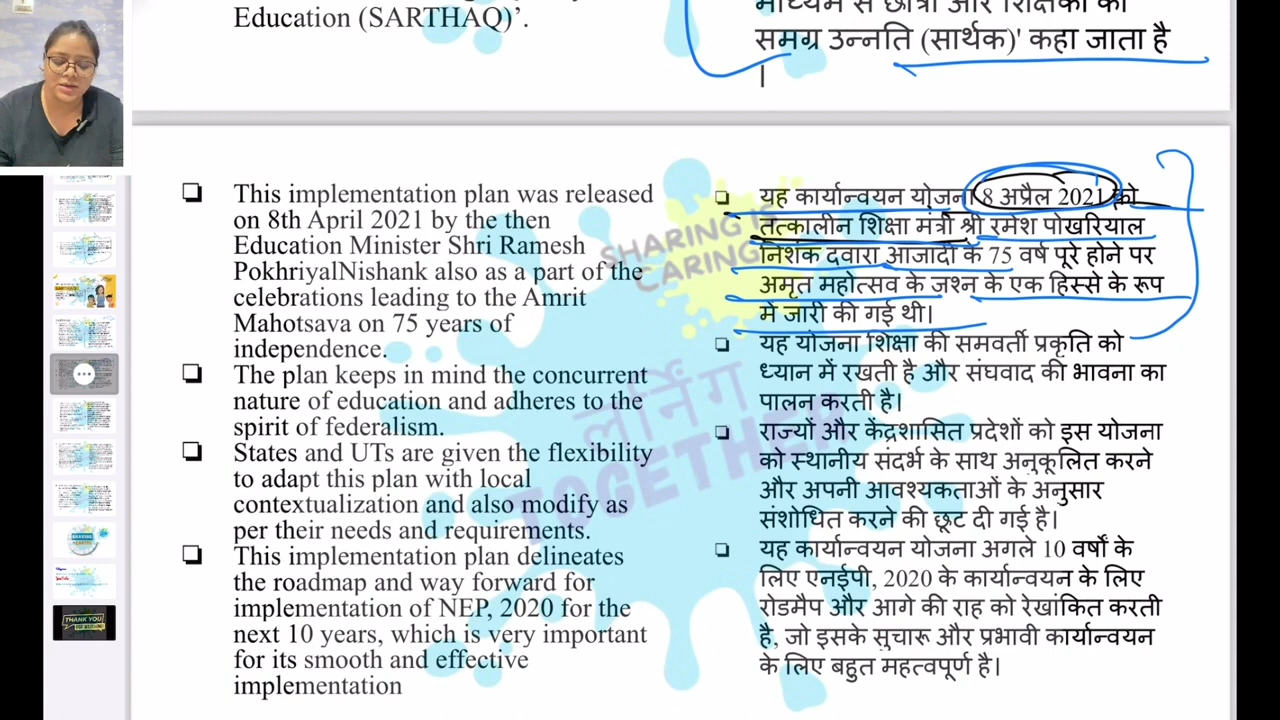 Education (SARTHAQ)’.
समग्र उन्नति (सार्थक)' कहा जाता है
|
❑ This implementation plan was released
on 8th April 2021 by the then
Education Minister Shri Ramesh
PokhriyalNishank also as a part of the
celebrations leading to the Amrit
Mahotsava on 75 years of
independence.
❑ The plan keeps in mind the concurrent
nature of education and adheres to the
spirit of federalism.
❑ States and UTs are given the flexibility
to adapt this plan with local
contextualization and also modify as
per their needs and requirements.
❑ This implementation plan delineates
the roadmap and way forward for
implementation of NEP, 2020 for the
next 10 years, which is very important
for its smooth and effective
implementation
❑ यह कार्यान्वयन योजना 8 अप्रैल 2021 को
तत्कालीन शिक्षा मंत्री श्री रमेश पोखरियाल
निशंक द्वारा आजादी के 75 वर्ष पूरे होने पर
अमृत महोत्सव के जश्न के एक हिस्से के रूप
में जारी की गई थी।
❑ यह योजना शिक्षा की समवर्ती प्रकृति को
ध्यान में रखती है और संघवाद की भावना का
पालन करती है।
❑ राज्यों और केंद्रशासित प्रदेशों को इस योजना
को स्थानीय संदर्भ के साथ अनुकूलित करने
और अपनी आवश्यकताओं के अनुसार
संशोधित करने की छूट दी गई है।
❑ यह कार्यान्वयन योजना अगले 10 वर्षों के
लिए एनईपी, 2020 के कार्यान्वयन के लिए
रोडमैप और आगे की राह को रेखांकित करती
है, जो इसके सुचारू और प्रभावी कार्यान्वयन
के लिए बहुत महत्वपूर्ण है।
SHARING IS
CARING
लर्निंग
TOGETHER
THANK YOU